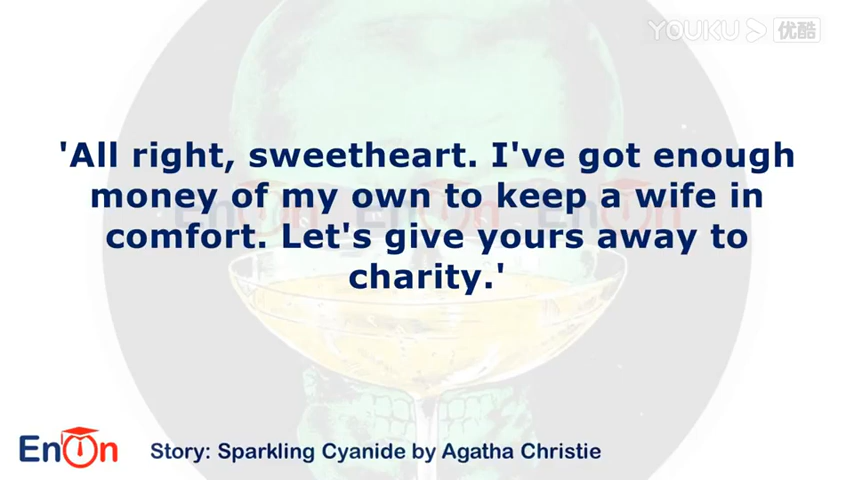 YOUKU 优酷
'All right, sweetheart. I've got enough
money of my own to keep a wife in
comfort. Let's give yours away to
charity.'
EnOn
Story: Sparkling Cyanide by Agatha Christie